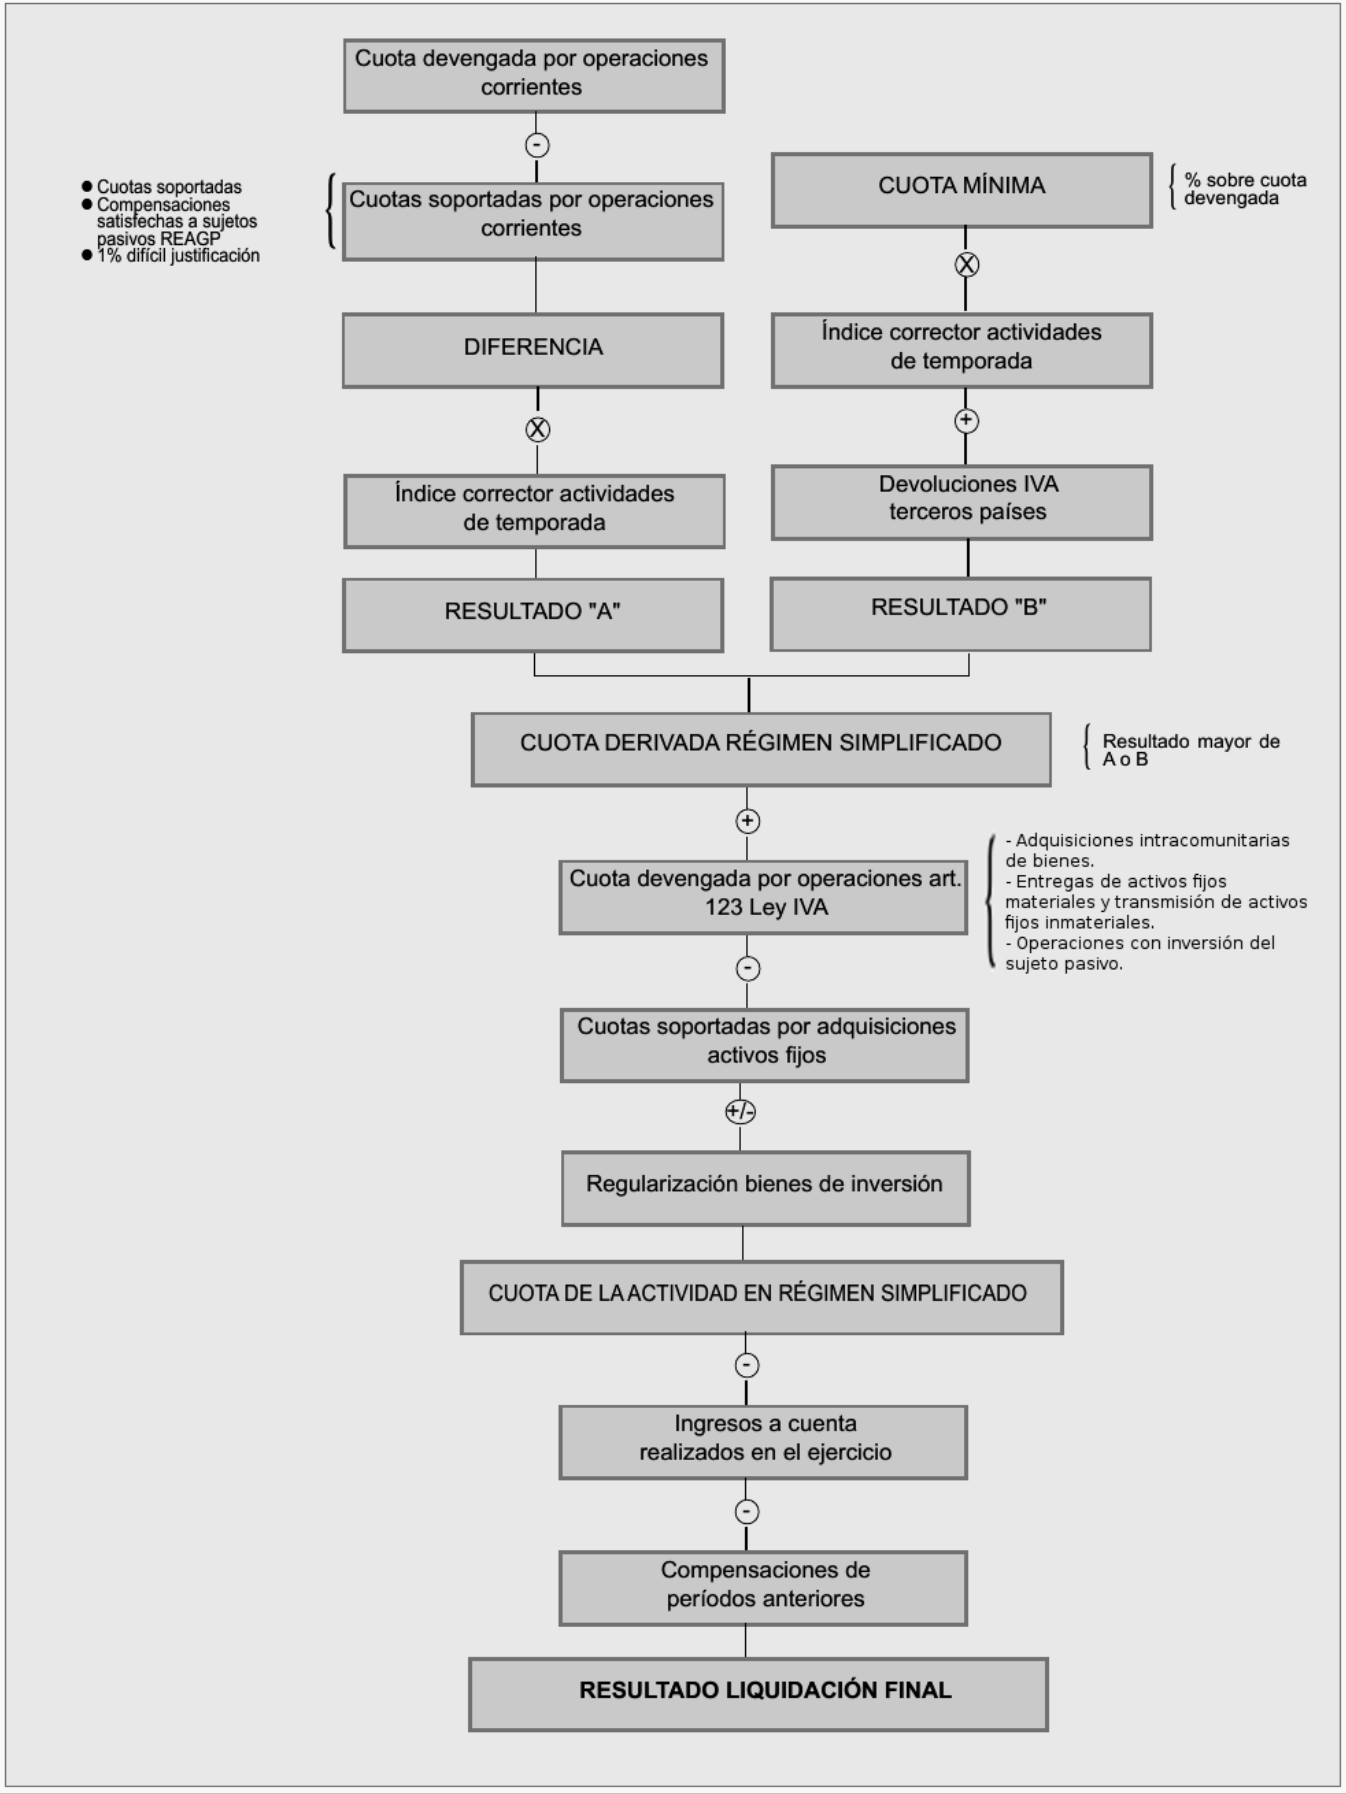 Cuota devengada por operaciones
corrientes
-
● Cuotas soportadas
● Compensaciones
satisfechas a sujetos
pasivos REAGP
● 1% difícil justificación
Cuotas soportadas por operaciones
corrientes
DIFERENCIA
X
Índice corrector actividades
de temporada
RESULTADO "A"
CUOTA MÍNIMA
% sobre cuota
devengada
X
Índice corrector actividades
de temporada
+
Devoluciones IVA
terceros países
RESULTADO "B"
CUOTA DERIVADA RÉGIMEN SIMPLIFICADO
Resultado mayor de
A o B
+
Cuota devengada por operaciones art.
123 Ley IVA
- Adquisiciones intracomunitarias
de bienes.
- Entregas de activos fijos
materiales y transmisión de activos
fijos inmateriales.
- Operaciones con inversión del
sujeto pasivo.
-
Cuotas soportadas por adquisiciones
activos fijos
+/-
Regularización bienes de inversión
CUOTA DE LA ACTIVIDAD EN RÉGIMEN SIMPLIFICADO
-
Ingresos a cuenta
realizados en el ejercicio
-
Compensaciones de
períodos anteriores
RESULTADO LIQUIDACIÓN FINAL